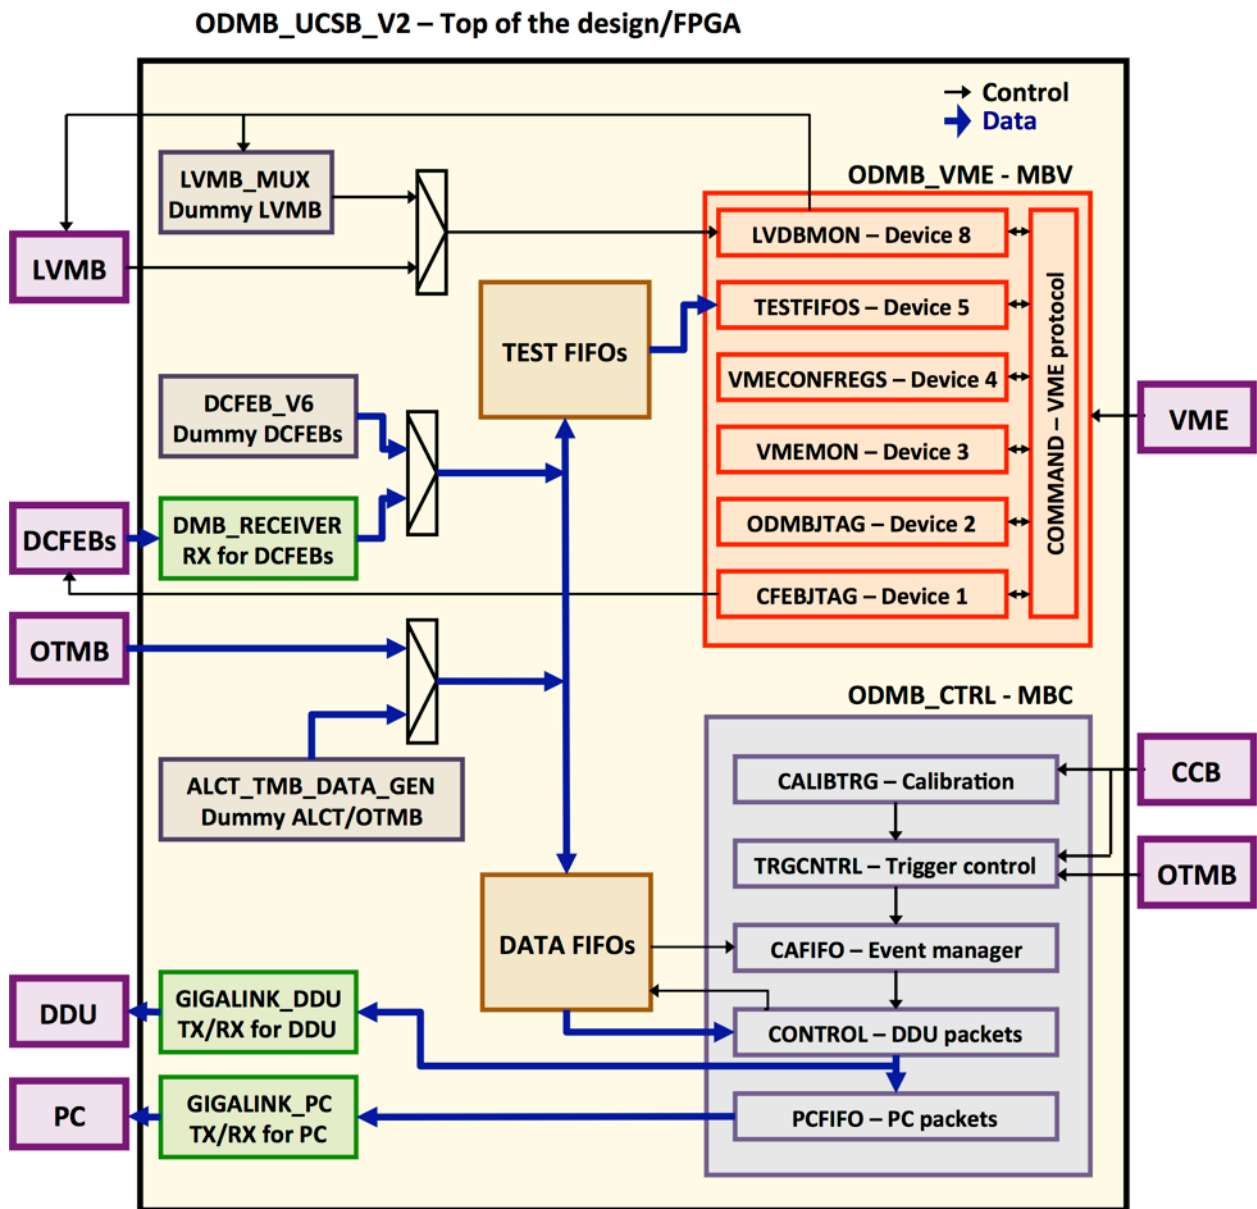 ODMB_UCSB_V2 – Top of the design/FPGA
Control
Data
LVMB_MUX
Dummy LVMB
LVMB
ODMB_VME - MBV
LVDBMON – Device 8
TESTFIFOS – Device 5
VMECONFREGS – Device 4
VMEMON – Device 3
ODMBJTAG – Device 2
CFEBJTAG – Device 1
COMMAND – VME protocol
VME
TEST FIFOs
DCFEB_V6
Dummy DCFEBs
DCFEBs
DMB_RECEIVER
RX for DCFEBs
OTMB
ALCT_TMB_DATA_GEN
Dummy ALCT/OTMB
ODMB_CTRL - MBC
CALIBTRG – Calibration
TRGCNTRL – Trigger control
CAFIFO – Event manager
CONTROL – DDU packets
PCFIFO – PC packets
CCB
OTMB
DATA FIFOs
DDU
GIGALINK_DDU
TX/RX for DDU
PC
GIGALINK_PC
TX/RX for PC